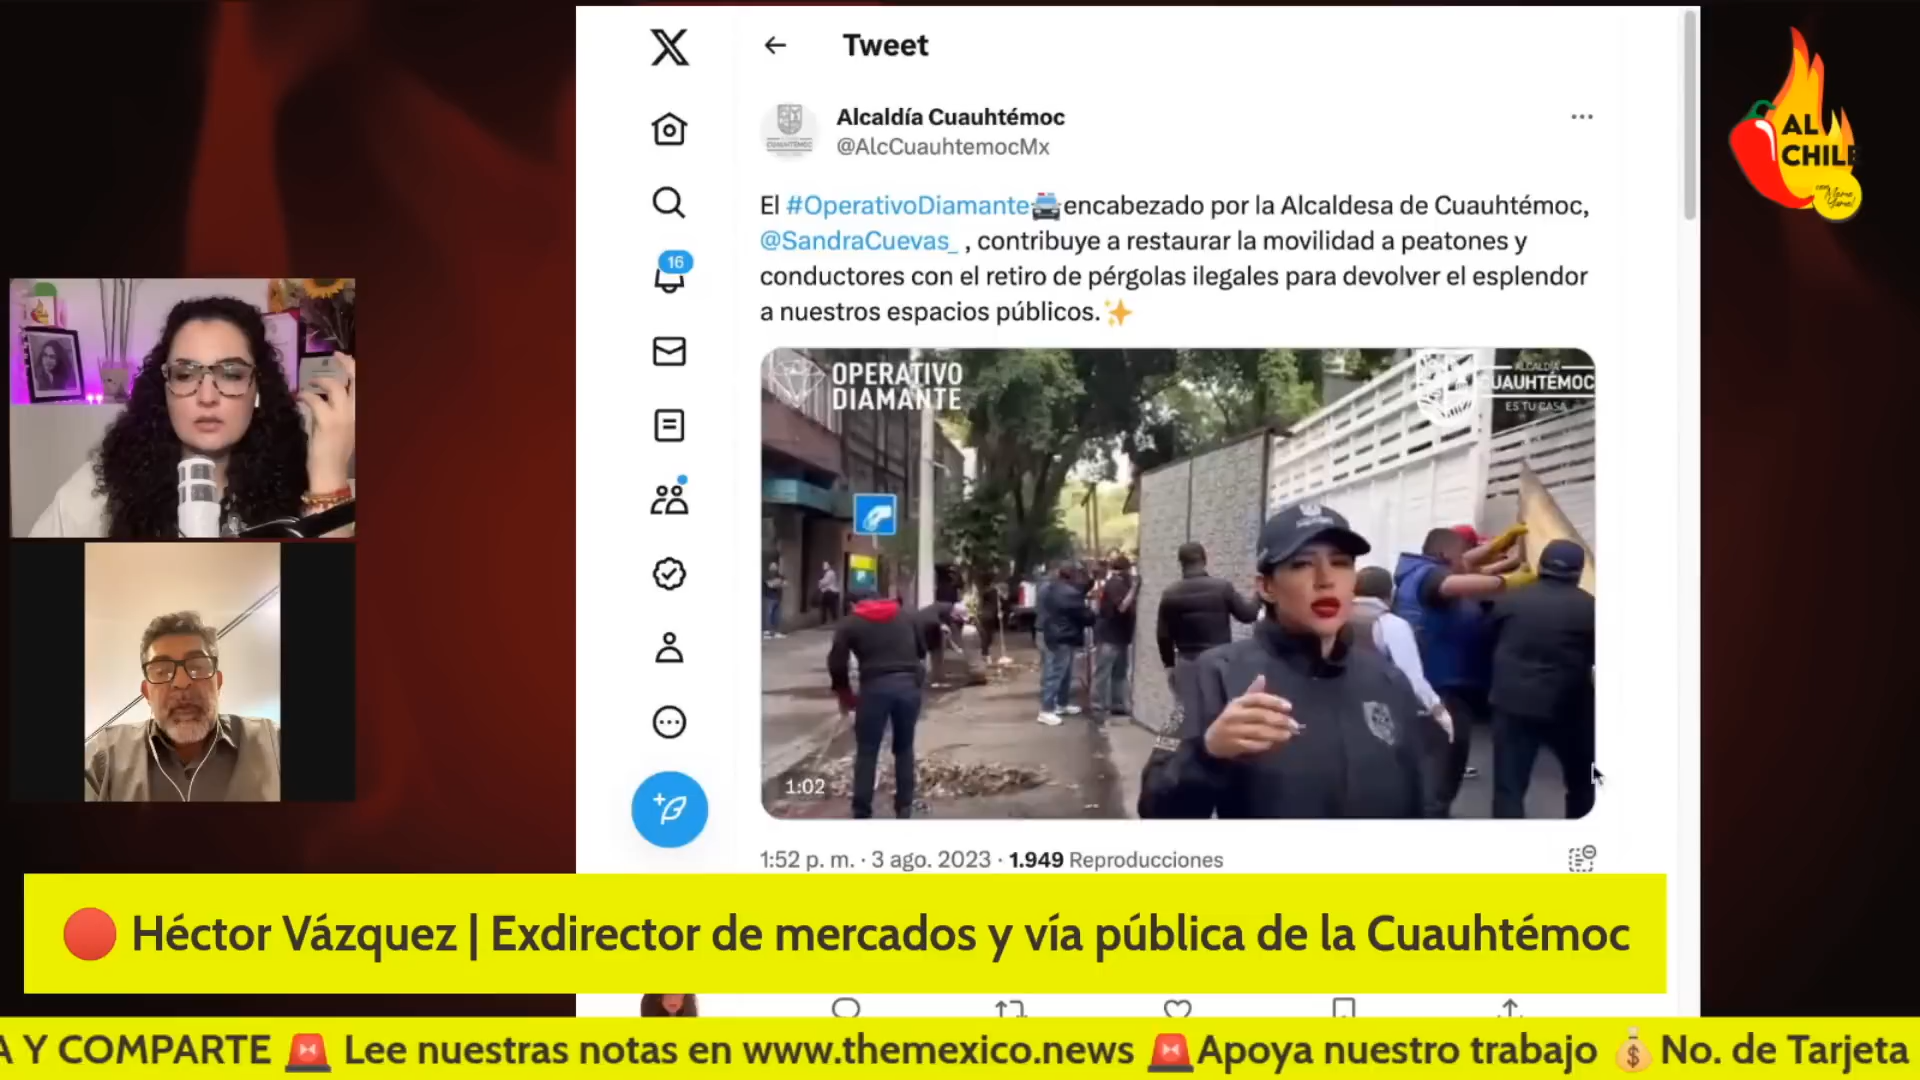 Tweet
Alcaldía Cuauhtémoc
@AlcCuauhtemocMx
El #OperativoDiamante🚔encabezado por la Alcaldesa de Cuauhtémoc,
@SandraCuevas_ , contribuye a restaurar la movilidad a peatones y
conductores con el retiro de pérgolas ilegales para devolver el esplendor
a nuestros espacios públicos.✨
16
OPERATIVO
DIAMANTE
ALCALDÍA
CUAUHTÉMOC
ES TU CASA
1:02
1:52 p. m. · 3 ago. 2023 · 1.949 Reproducciones
AL
CHILE
Héctor Vázquez | Exdirector de mercados y vía pública de la Cuauhtémoc
A Y COMPARTE 🚨 Lee nuestras notas en www.themexico.news 🚨Apoya nuestro trabajo 💰No. de Tarjeta